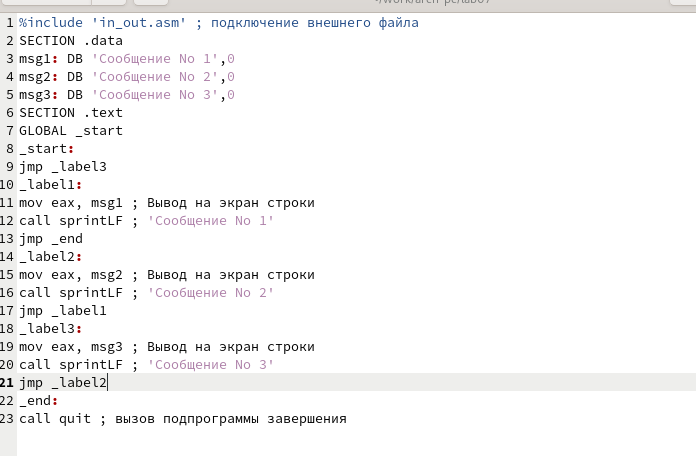 1 %include 'in_out.asm' ; подключение внешнего файла
2 SECTION .data
3 msg1: DB 'Сообщение No 1',0
4 msg2: DB 'Сообщение No 2',0
5 msg3: DB 'Сообщение No 3',0
6 SECTION .text
7 GLOBAL _start
8 _start:
9 jmp _label3
10 _label1:
11 mov eax, msg1 ; Вывод на экран строки
12 call sprintLF ; 'Сообщение No 1'
13 jmp _end
14 _label2:
15 mov eax, msg2 ; Вывод на экран строки
16 call sprintLF ; 'Сообщение No 2'
17 jmp _label1
18 _label3:
19 mov eax, msg3 ; Вывод на экран строки
20 call sprintLF ; 'Сообщение No 3'
21 jmp _label2
22 _end:
23 call quit ; вызов подпрограммы завершения